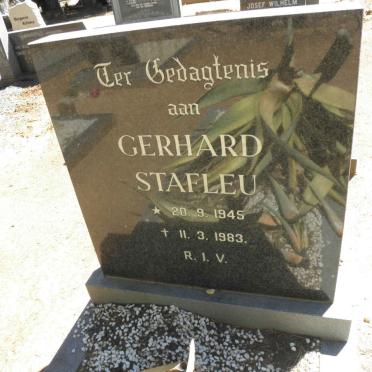 JOSEF WILHELM
Ter Gedagtenis
aan
GERHARD
STAFLEU
* 20. 9. 1945
† 11. 3. 1983.
R. I. V.